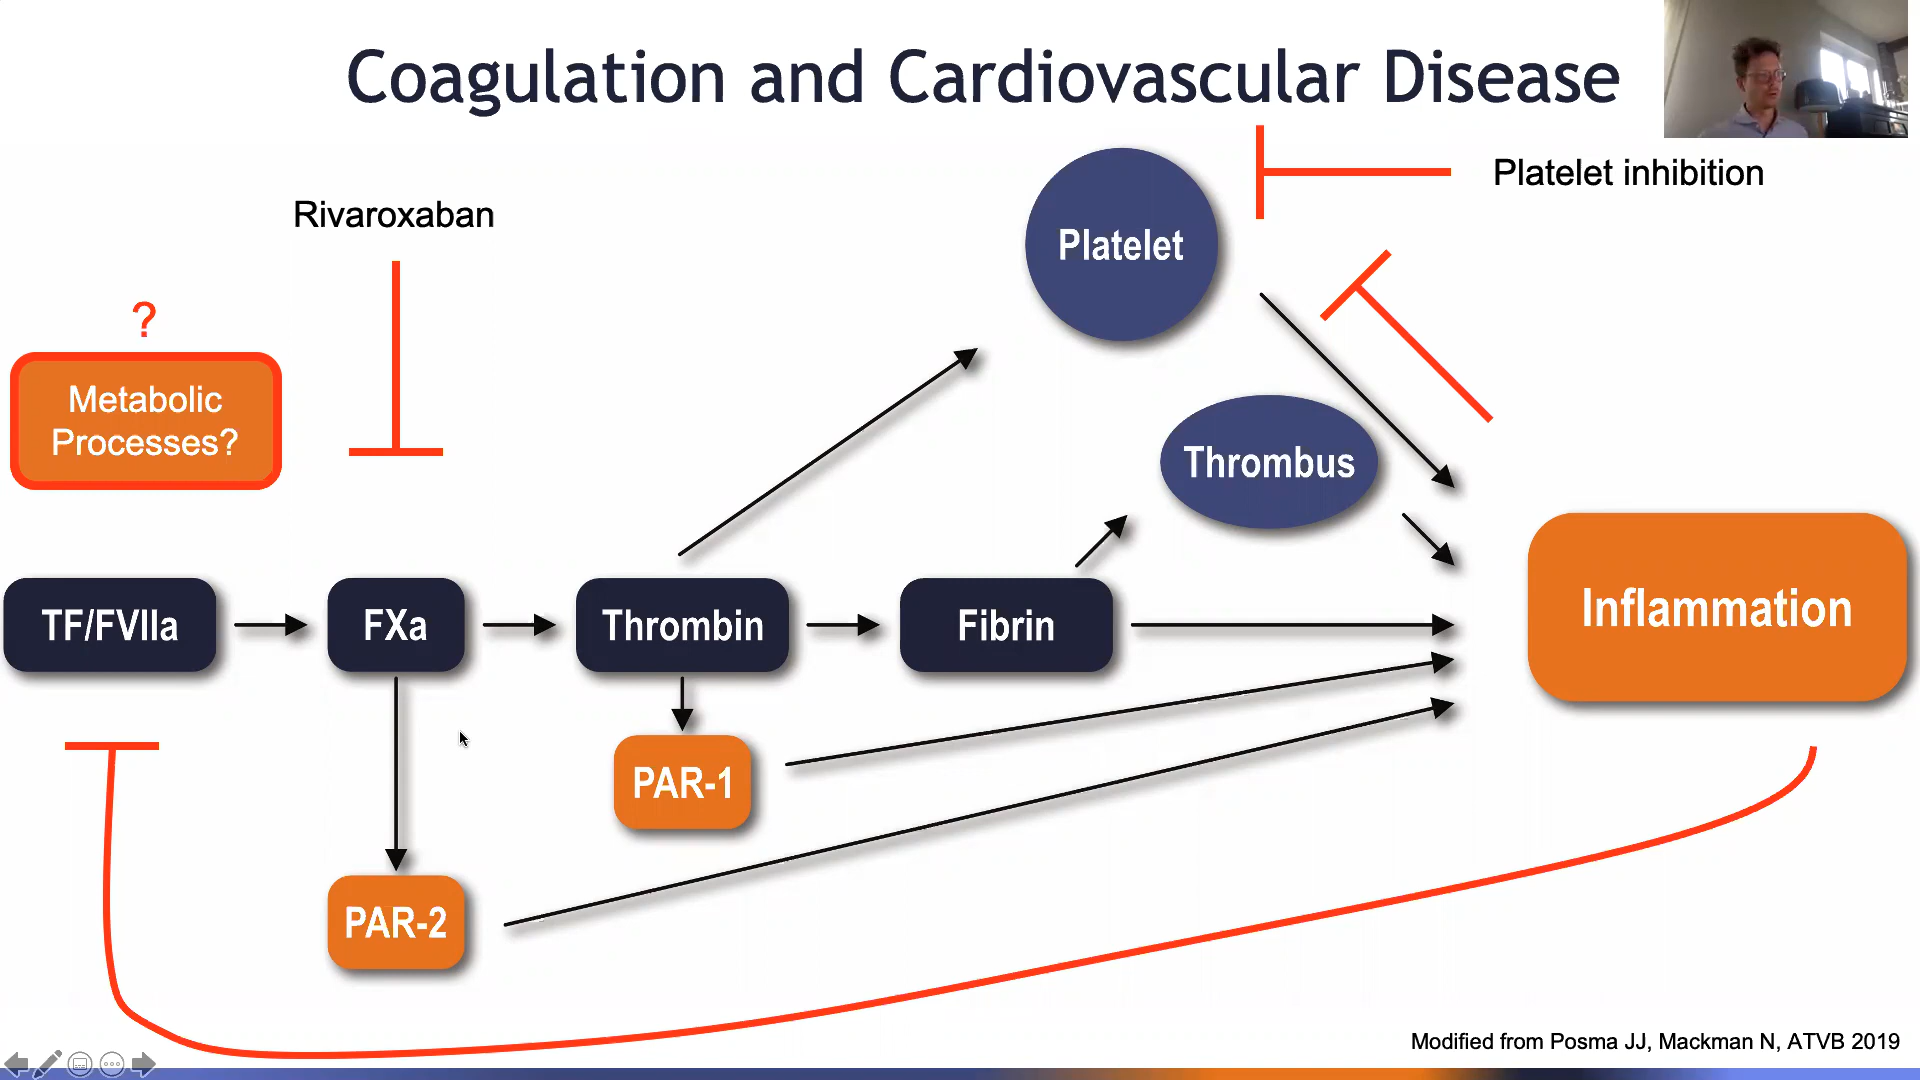 Coagulation and Cardiovascular Disease
Platelet inhibition
Rivaroxaban
Platelet
?
Metabolic
Processes?
Thrombus
TF/FVIIa
FXa
Thrombin
Fibrin
Inflammation
PAR-1
PAR-2
Modified from Posma JJ, Mackman N, ATVB 2019